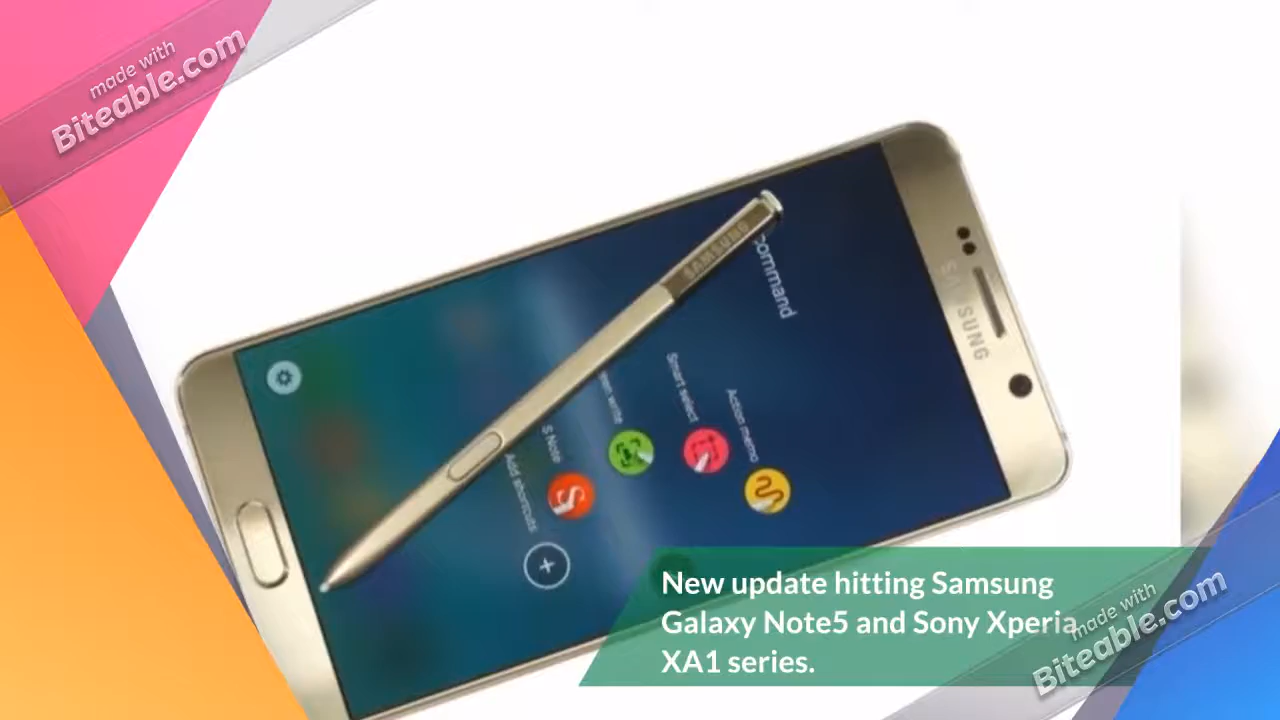 made with
Biteable.com
SAMSUNG
command
SAMSUNG
Smart select
Action memo
write
S Note
Add shortcuts
New update hitting Samsung
Galaxy Note5 and Sony Xperia
XA1 series.
made with
Biteable.com